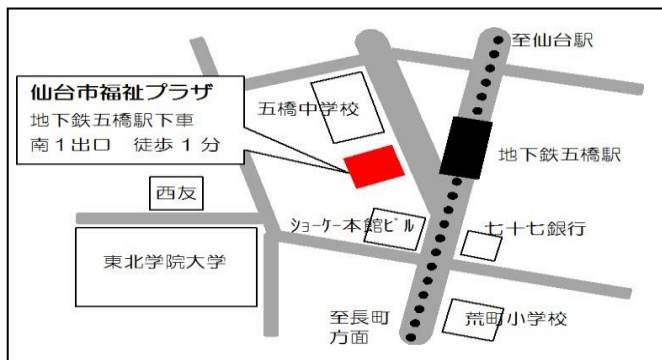 至仙台駅
仙台市福祉プラザ
地下鉄五橋駅下車
南1出口　徒歩1分
五橋中学校
地下鉄五橋駅
西友
ショーケー本館ビル
七十七銀行
東北学院大学
至長町
方面
荒町小学校